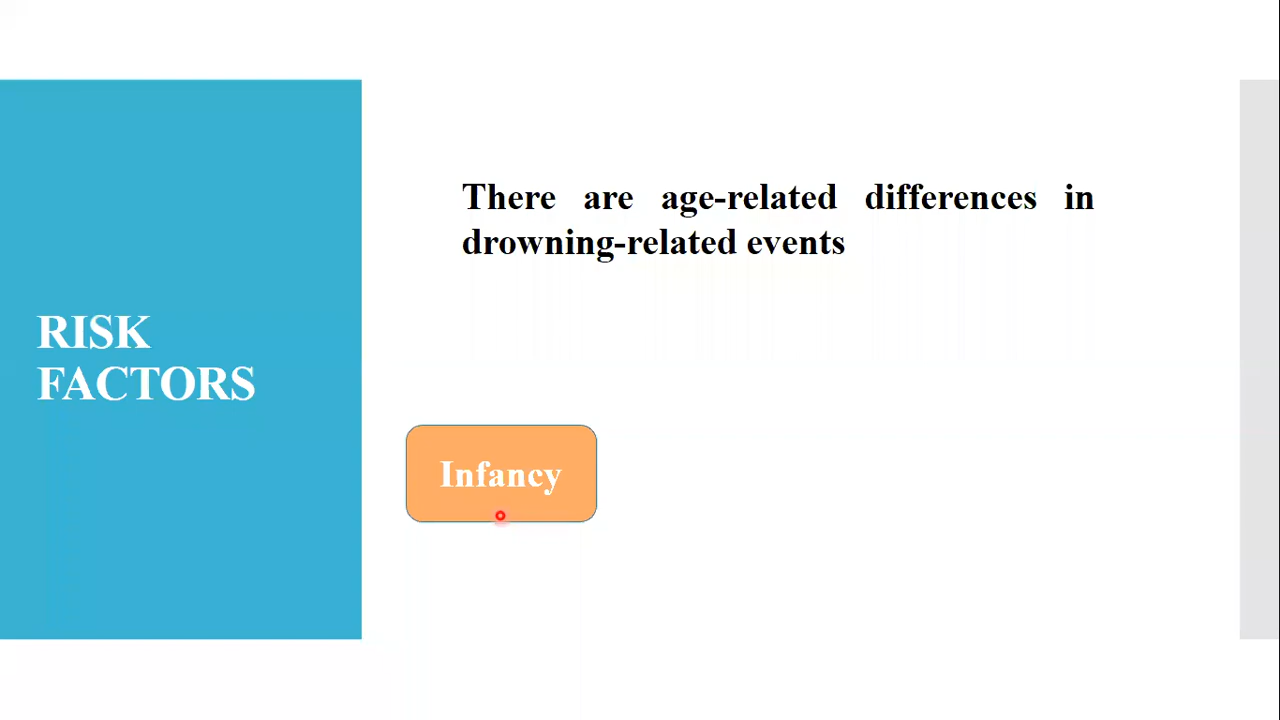 There are age-related differences in
drowning-related events
RISK
FACTORS
Infancy